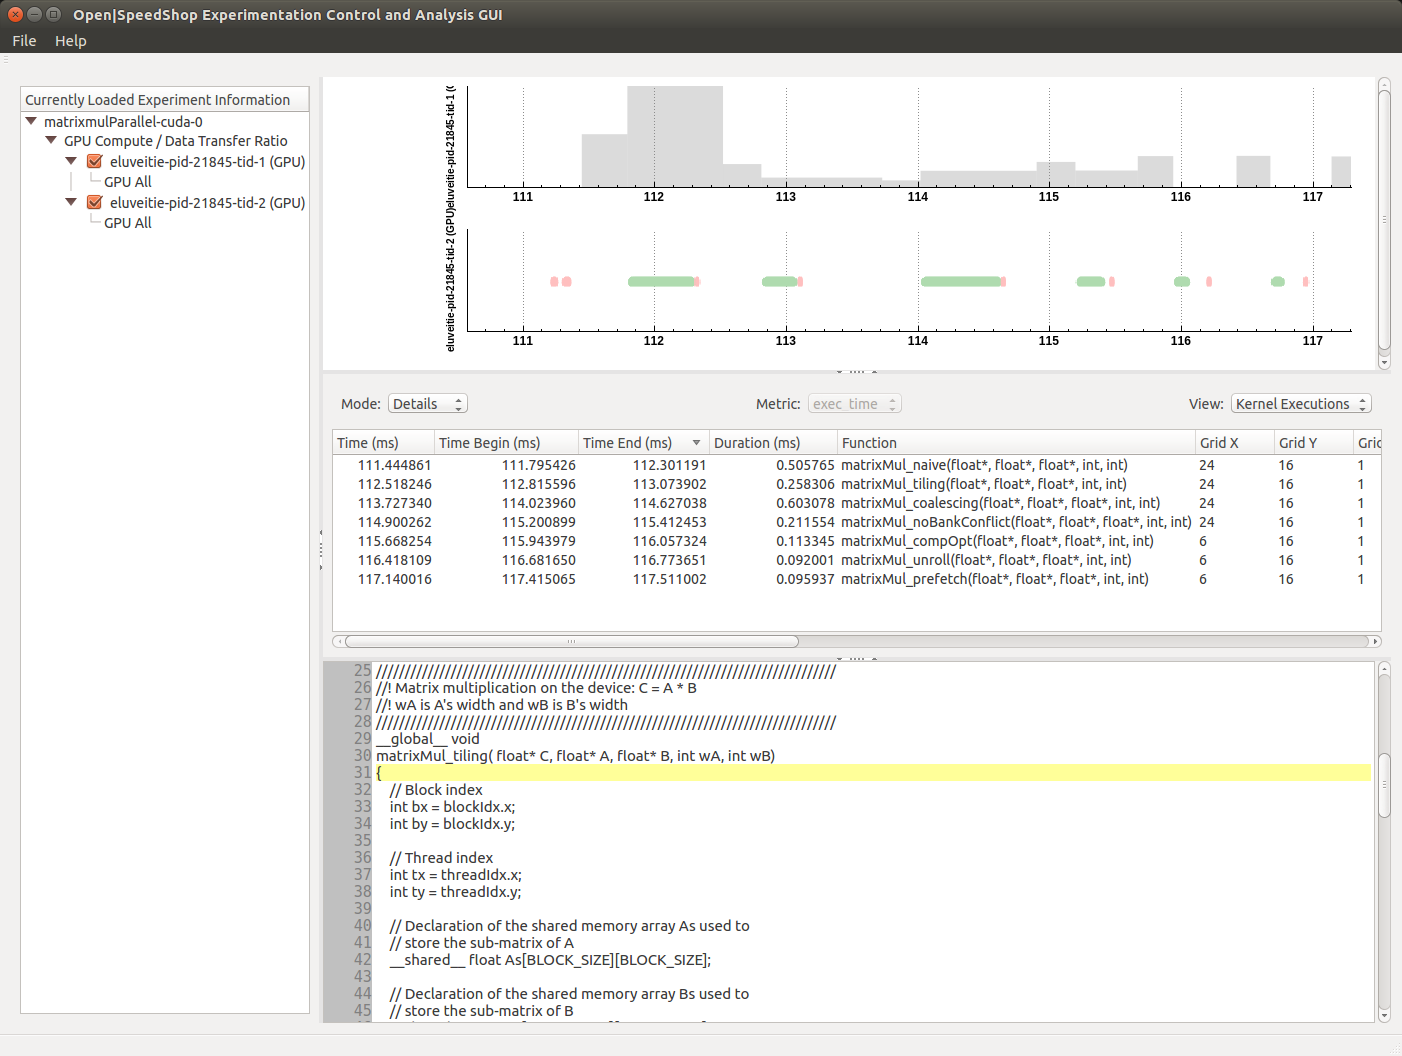 Open|SpeedShop Experimentation Control and Analysis GUI
File Help
Currently Loaded Experiment Information
matrixmulParallel-cuda-0
GPU Compute / Data Transfer Ratio
eluveitie-pid-21845-tid-1 (GPU)
GPU All
eluveitie-pid-21845-tid-2 (GPU)
GPU All
eluveitie-pid-21845-tid-1 (
111 112 113 114 115 116 117
eluveitie-pid-21845-tid-2 (GPU)
111 112 113 114 115 116 117
Mode: Details Metric: exec_time View: Kernel Executions
Time (ms) Time Begin (ms) Time End (ms) Duration (ms) Function Grid X Grid Y Grid
111.444861 111.795426 112.301191 0.505765 matrixMul_naive(float*, float*, float*, int, int) 24 16 1
112.518246 112.815596 113.073902 0.258306 matrixMul_tiling(float*, float*, float*, int, int) 24 16 1
113.727340 114.023960 114.627038 0.603078 matrixMul_coalescing(float*, float*, float*, int, int) 24 16 1
114.900262 115.200899 115.412453 0.211554 matrixMul_noBankConflict(float*, float*, float*, int, int) 24 16 1
115.668254 115.943979 116.057324 0.113345 matrixMul_compOpt(float*, float*, float*, int, int) 6 16 1
116.418109 116.681650 116.773651 0.092001 matrixMul_unroll(float*, float*, float*, int, int) 6 16 1
117.140016 117.415065 117.511002 0.095937 matrixMul_prefetch(float*, float*, float*, int, int) 6 16 1
25 ////////////////////////////////////////////////////////////////////////////////
26 //! Matrix multiplication on the device: C = A * B
27 //! wA is A's width and wB is B's width
28 ////////////////////////////////////////////////////////////////////////////////
29 __global__ void
30 matrixMul_tiling( float* C, float* A, float* B, int wA, int wB)
31 {
32 // Block index
33 int bx = blockIdx.x;
34 int by = blockIdx.y;
35
36 // Thread index
37 int tx = threadIdx.x;
38 int ty = threadIdx.y;
39
40 // Declaration of the shared memory array As used to
41 // store the sub-matrix of A
42 __shared__ float As[BLOCK_SIZE][BLOCK_SIZE];
43
44 // Declaration of the shared memory array Bs used to
45 // store the sub-matrix of B